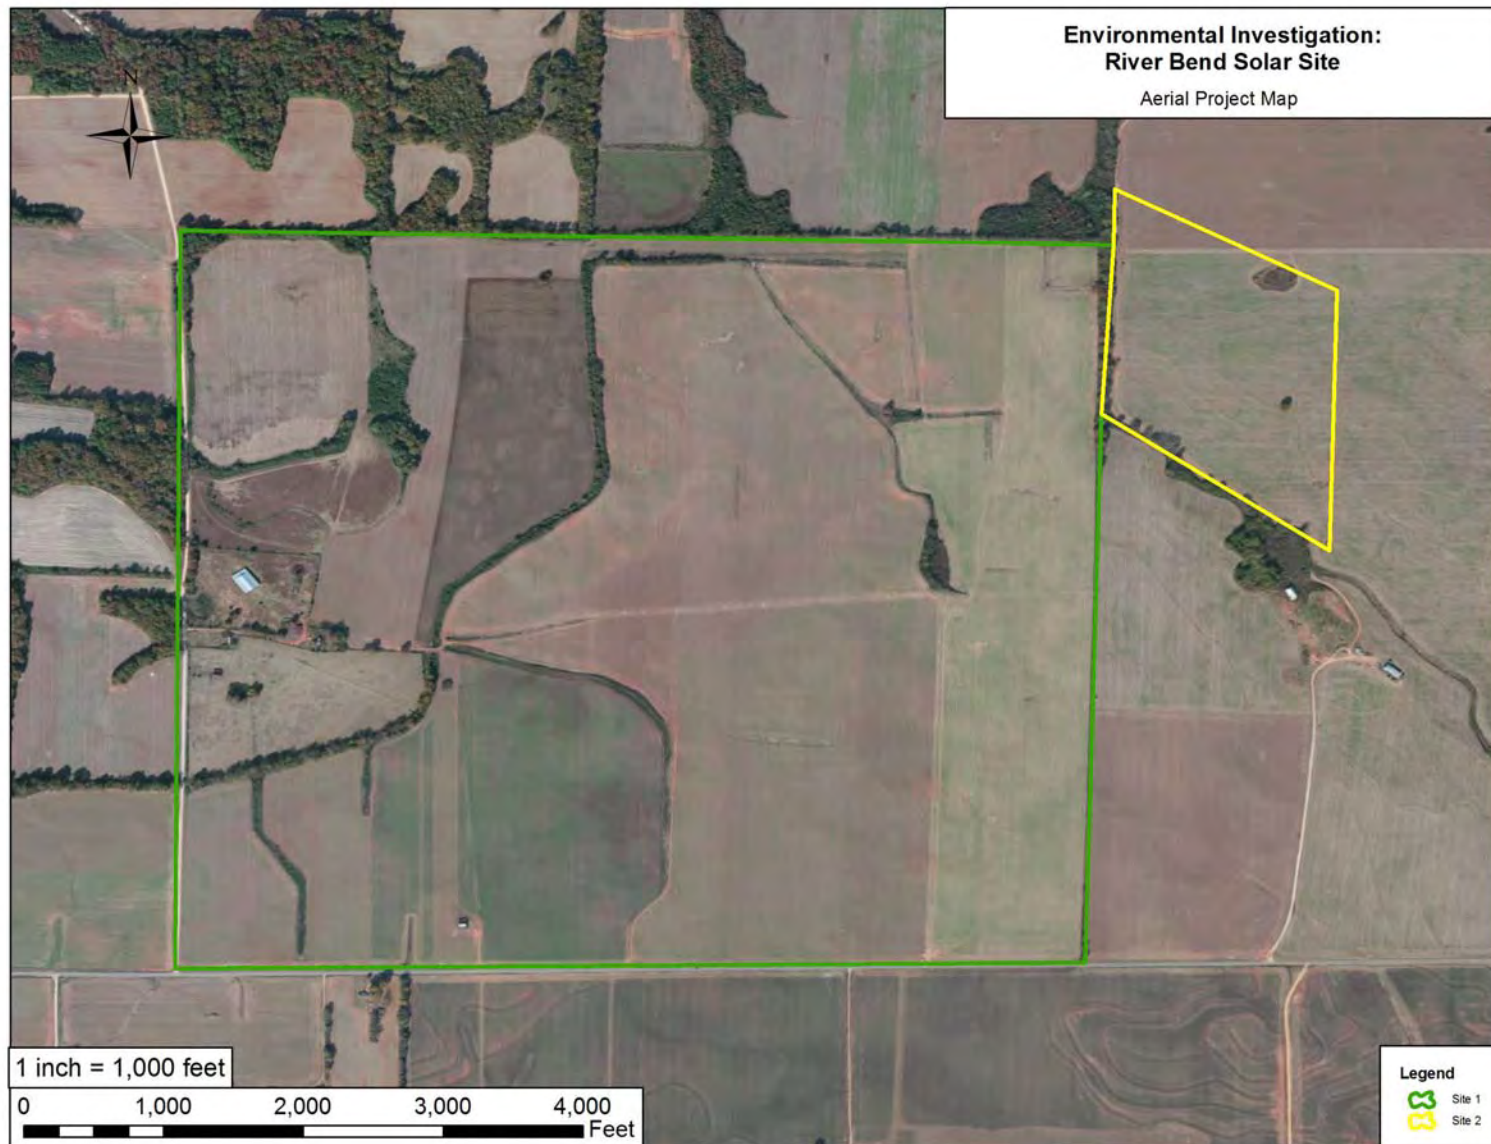 Environmental Investigation:
River Bend Solar Site
Aerial Project Map
N
1 inch = 1,000 feet
0 1,000 2,000 3,000 4,000
Feet
Legend
Site 1
Site 2